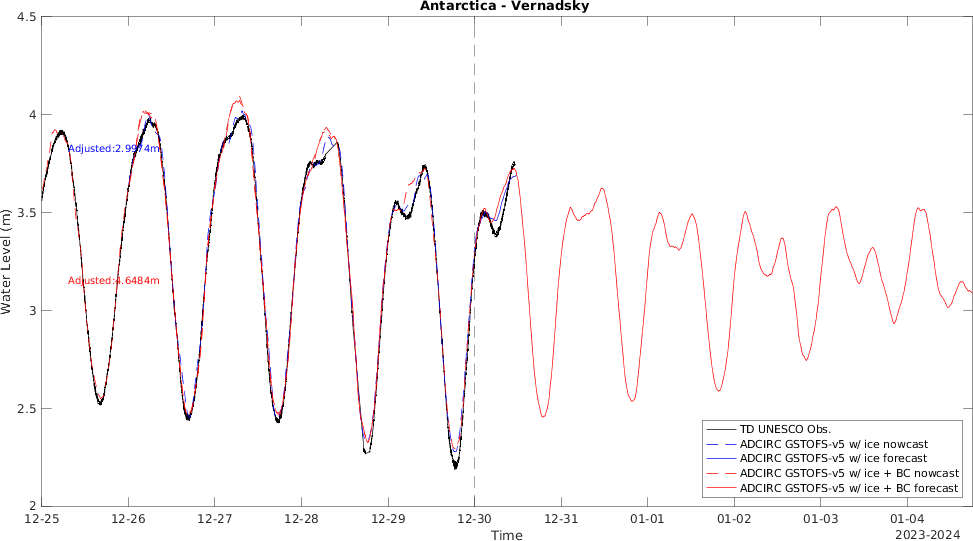 Antarctica - Vernadsky
4.5
4
3.5
3
2.5
2
Water Level (m)
Adjusted:2.9974m
Adjusted:4.6484m
TD UNESCO Obs.
ADCIRC GSTOFS-v5 w/ ice nowcast
ADCIRC GSTOFS-v5 w/ ice forecast
ADCIRC GSTOFS-v5 w/ ice + BC nowcast
ADCIRC GSTOFS-v5 w/ ice + BC forecast
12-25 12-26 12-27 12-28 12-29 12-30 12-31 01-01 01-02 01-03 01-04
Time
2023-2024